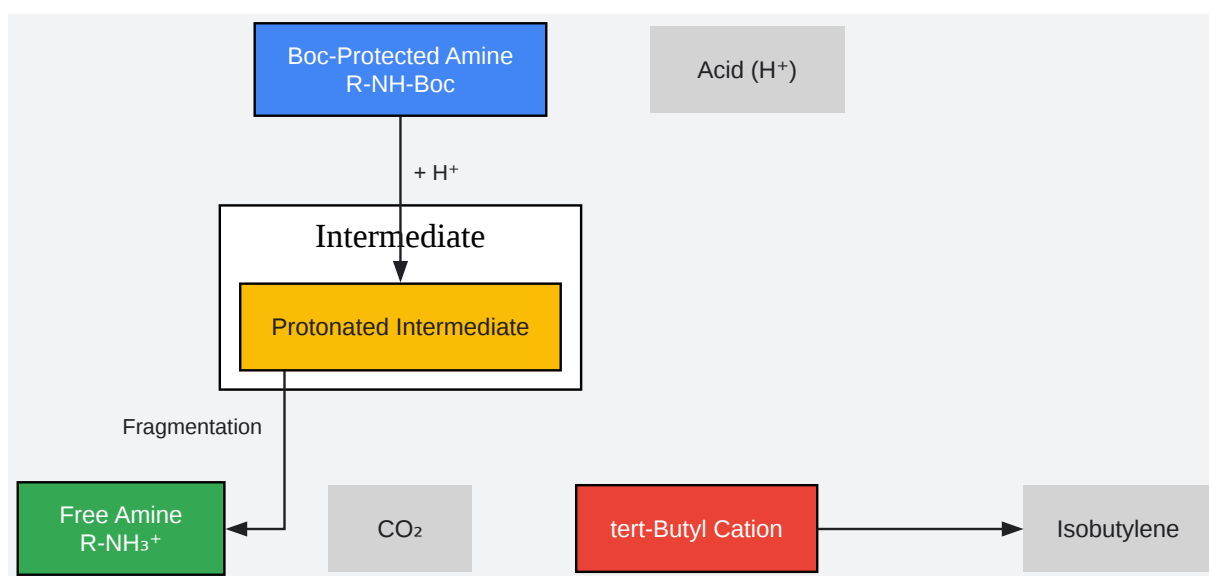 Boc-Protected Amine
R-NH-Boc
Acid (H⁺)
+ H⁺
Intermediate
Protonated Intermediate
Fragmentation
Free Amine
R-NH₃⁺
CO₂
tert-Butyl Cation
Isobutylene